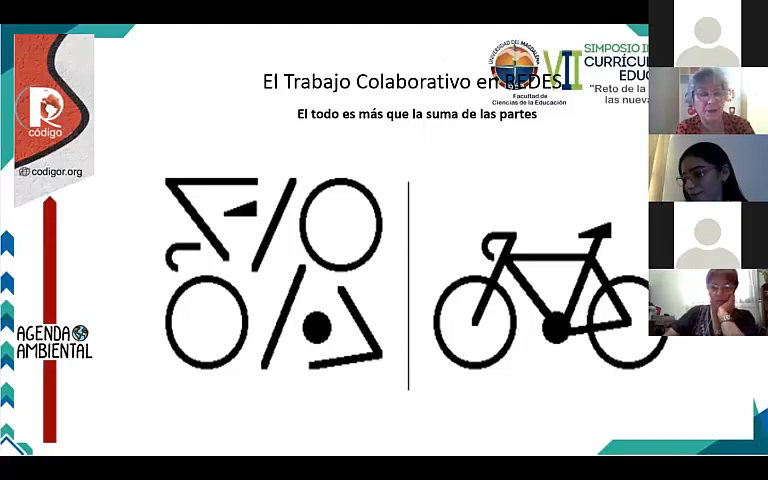 El Trabajo Colaborativo en REDES
El todo es más que la suma de las partes
UNIVERSIDAD DEL MAGDALENA
Facultad de
Ciencias de la Educación
VII
SIMPOSIO
CURRÍCU
EDUC
"Reto de la
las nueva
R
código
codigor.org
AGENDA
AMBIENTAL